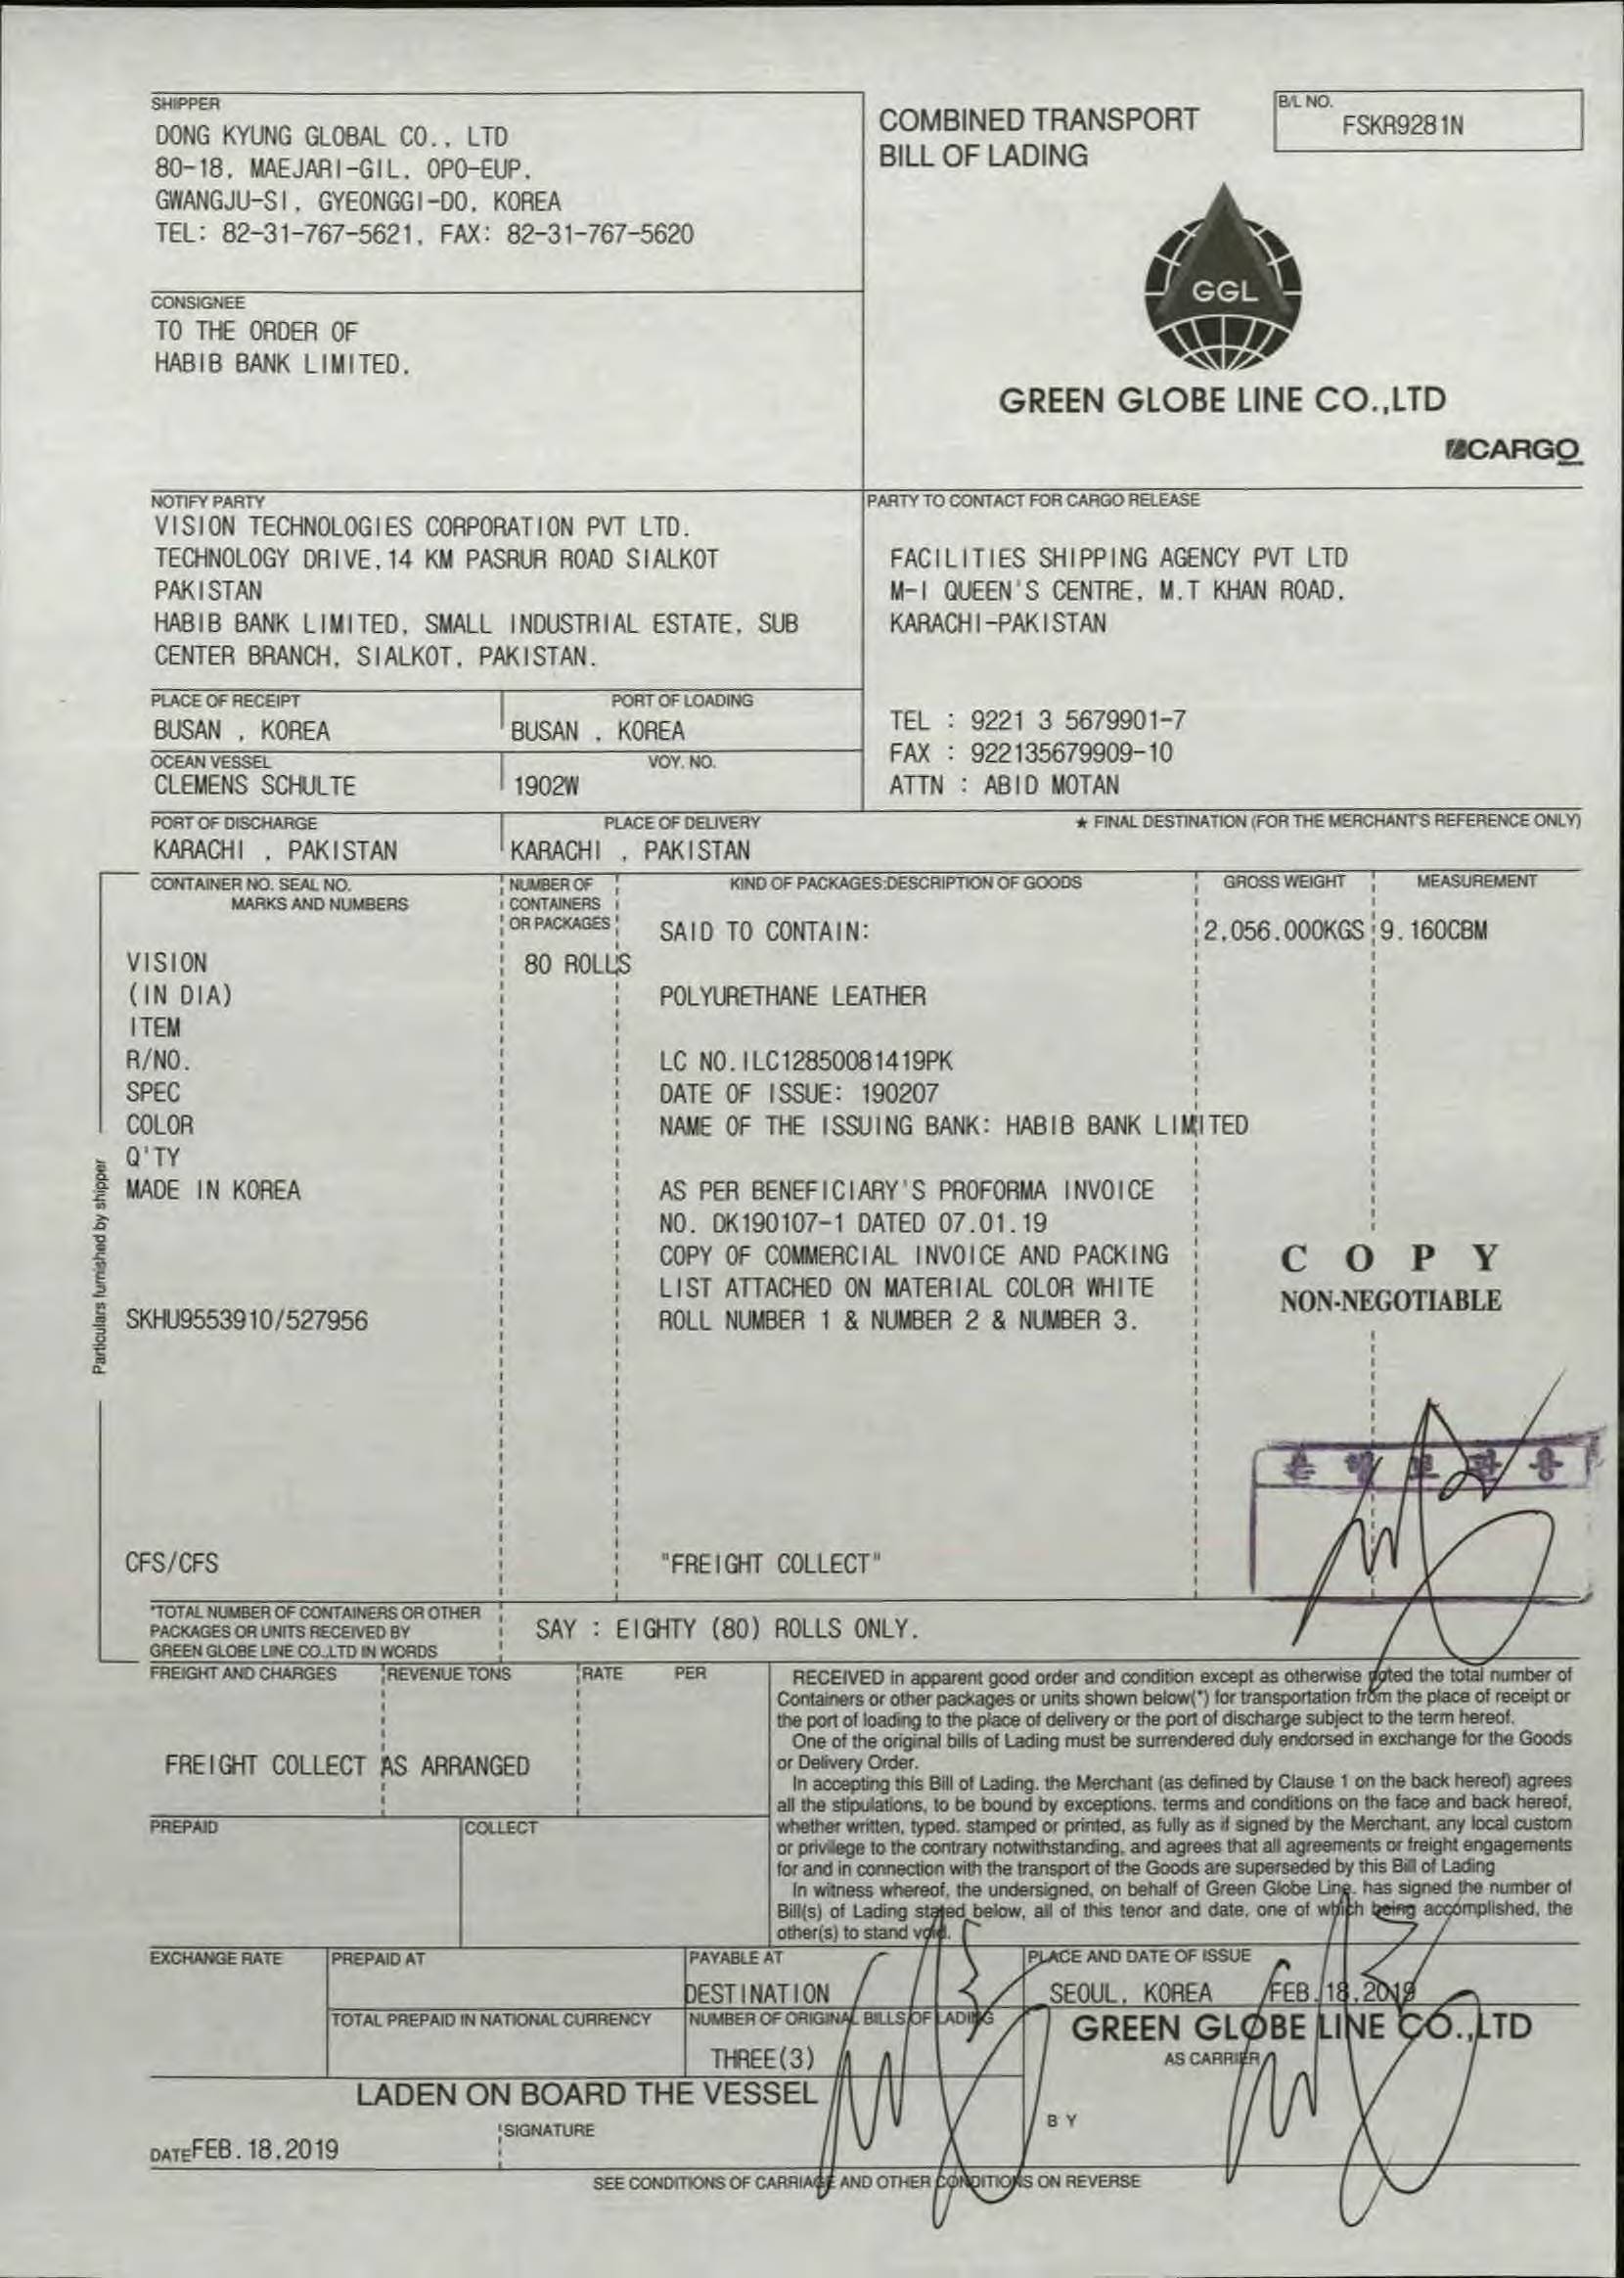 SHIPPER
DONG KYUNG GLOBAL CO., LTD
80-18, MAEJARI-GIL, OPO-EUP,
GWANGJU-SI, GYEONGGI-DO, KOREA
TEL: 82-31-767-5621, FAX: 82-31-767-5620
COMBINED TRANSPORT
BILL OF LADING
B/L NO.
FSKR9281N
GGL
GREEN GLOBE LINE CO.,LTD
CARGO
CONSIGNEE
TO THE ORDER OF
HABIB BANK LIMITED.
NOTIFY PARTY
VISION TECHNOLOGIES CORPORATION PVT LTD.
TECHNOLOGY DRIVE,14 KM PASRUR ROAD SIALKOT
PAKISTAN
HABIB BANK LIMITED, SMALL INDUSTRIAL ESTATE, SUB
CENTER BRANCH, SIALKOT, PAKISTAN.
PARTY TO CONTACT FOR CARGO RELEASE
FACILITIES SHIPPING AGENCY PVT LTD
M-I QUEEN'S CENTRE, M.T KHAN ROAD,
KARACHI-PAKISTAN
TEL : 9221 3 5679901-7
FAX : 922135679909-10
ATTN : ABID MOTAN
PLACE OF RECEIPT
BUSAN , KOREA
PORT OF LOADING
BUSAN , KOREA
OCEAN VESSEL
CLEMENS SCHULTE
VOY. NO.
1902W
PORT OF DISCHARGE
KARACHI , PAKISTAN
PLACE OF DELIVERY
KARACHI , PAKISTAN
★ FINAL DESTINATION (FOR THE MERCHANT'S REFERENCE ONLY)
CONTAINER NO. SEAL NO.
MARKS AND NUMBERS
NUMBER OF
CONTAINERS
OR PACKAGES
KIND OF PACKAGES:DESCRIPTION OF GOODS
GROSS WEIGHT
MEASUREMENT
SAID TO CONTAIN:
2,056.000KGS
9.160CBM
VISION
80 ROLLS
(IN DIA)
POLYURETHANE LEATHER
ITEM
R/NO.
LC NO.ILC12850081419PK
SPEC
DATE OF ISSUE: 190207
COLOR
NAME OF THE ISSUING BANK: HABIB BANK LIMITED
Q'TY
MADE IN KOREA
AS PER BENEFICIARY'S PROFORMA INVOICE
NO. DK190107-1 DATED 07.01.19
COPY OF COMMERCIAL INVOICE AND PACKING
LIST ATTACHED ON MATERIAL COLOR WHITE
SKHU9553910/527956
ROLL NUMBER 1 & NUMBER 2 & NUMBER 3.
COPY
NON-NEGOTIABLE
Particulars furnished by shipper
CFS/CFS
"FREIGHT COLLECT"
*TOTAL NUMBER OF CONTAINERS OR OTHER
PACKAGES OR UNITS RECEIVED BY
GREEN GLOBE LINE CO.,LTD IN WORDS
SAY : EIGHTY (80) ROLLS ONLY.
FREIGHT AND CHARGES
REVENUE TONS
RATE
PER
FREIGHT COLLECT AS ARRANGED
PREPAID
COLLECT
RECEIVED in apparent good order and condition except as otherwise noted the total number of
Containers or other packages or units shown below(*) for transportation from the place of receipt or
the port of loading to the place of delivery or the port of discharge subject to the term hereof.
One of the original bills of Lading must be surrendered duly endorsed in exchange for the Goods
or Delivery Order.
In accepting this Bill of Lading. the Merchant (as defined by Clause 1 on the back hereof) agrees
all the stipulations, to be bound by exceptions. terms and conditions on the face and back hereof,
whether written, typed. stamped or printed, as fully as if signed by the Merchant, any local custom
or privilege to the contrary notwithstanding, and agrees that all agreements or freight engagements
for and in connection with the transport of the Goods are superseded by this Bill of Lading
In witness whereof, the undersigned, on behalf of Green Globe Line. has signed the number of
Bill(s) of Lading stated below, all of this tenor and date, one of which being accomplished, the
other(s) to stand void.
EXCHANGE RATE
PREPAID AT
PAYABLE AT
DESTINATION
PLACE AND DATE OF ISSUE
SEOUL, KOREA FEB.18.2019
TOTAL PREPAID IN NATIONAL CURRENCY
NUMBER OF ORIGINAL BILLS OF LADING
THREE(3)
GREEN GLOBE LINE CO.,LTD
AS CARRIER
LADEN ON BOARD THE VESSEL
BY
DATE FEB.18.2019
SIGNATURE
SEE CONDITIONS OF CARRIAGE AND OTHER CONDITIONS ON REVERSE